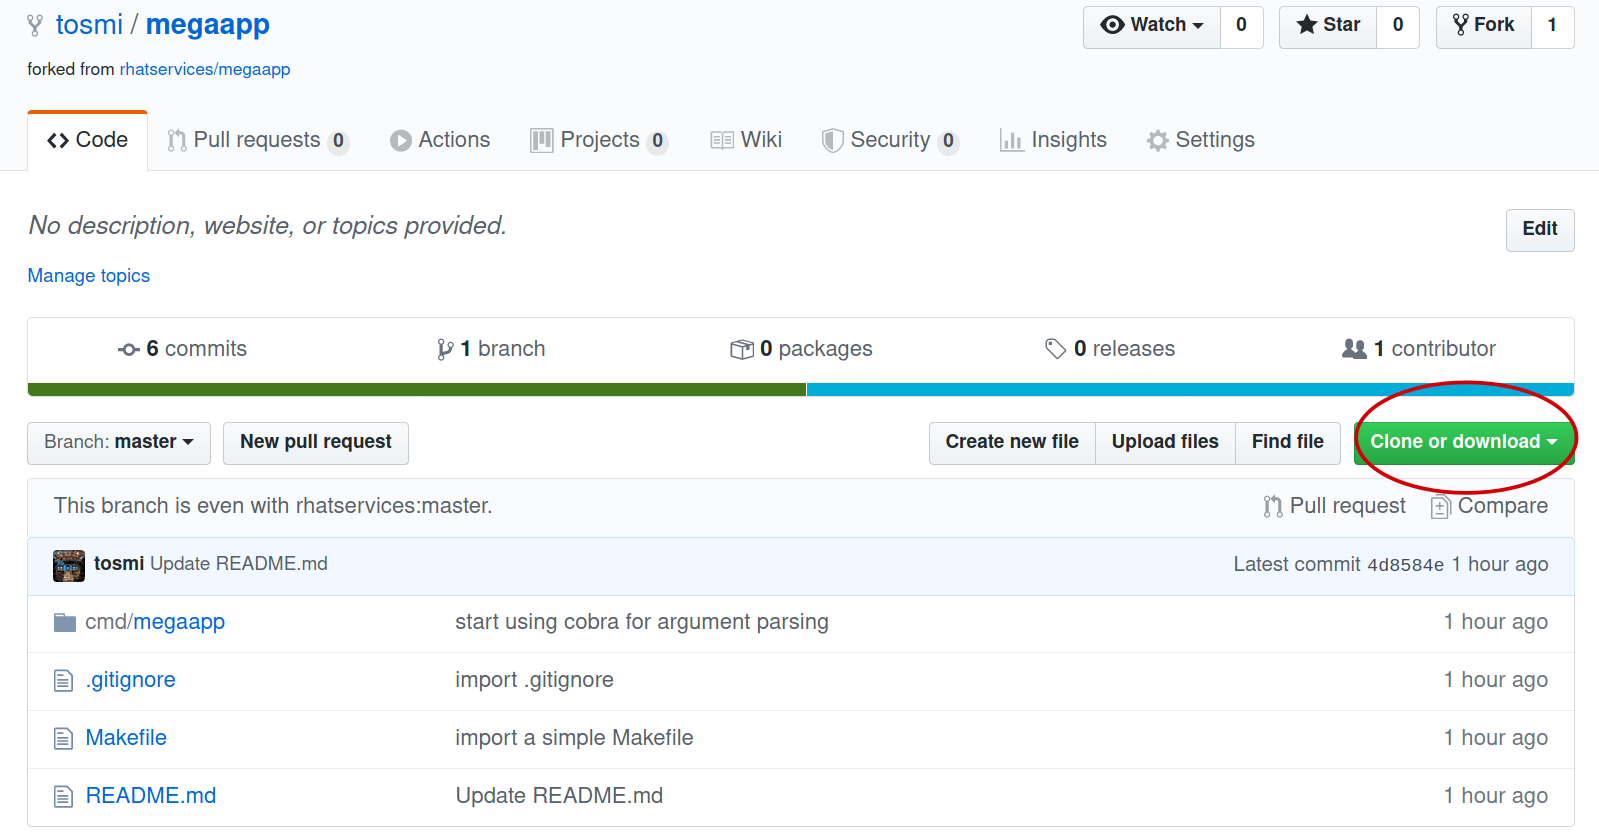 tosmi / megaapp
Watch 0 Star 0 Fork 1
forked from rhatservices/megaapp
Code Pull requests 0 Actions Projects 0 Wiki Security 0 Insights Settings
No description, website, or topics provided.
Edit
Manage topics
6 commits 1 branch 0 packages 0 releases 1 contributor
Branch: master New pull request Create new file Upload files Find file Clone or download
This branch is even with rhatservices:master. Pull request Compare
tosmi Update README.md Latest commit 4d8584e 1 hour ago
cmd/megaapp start using cobra for argument parsing 1 hour ago
.gitignore import .gitignore 1 hour ago
Makefile import a simple Makefile 1 hour ago
README.md Update README.md 1 hour ago